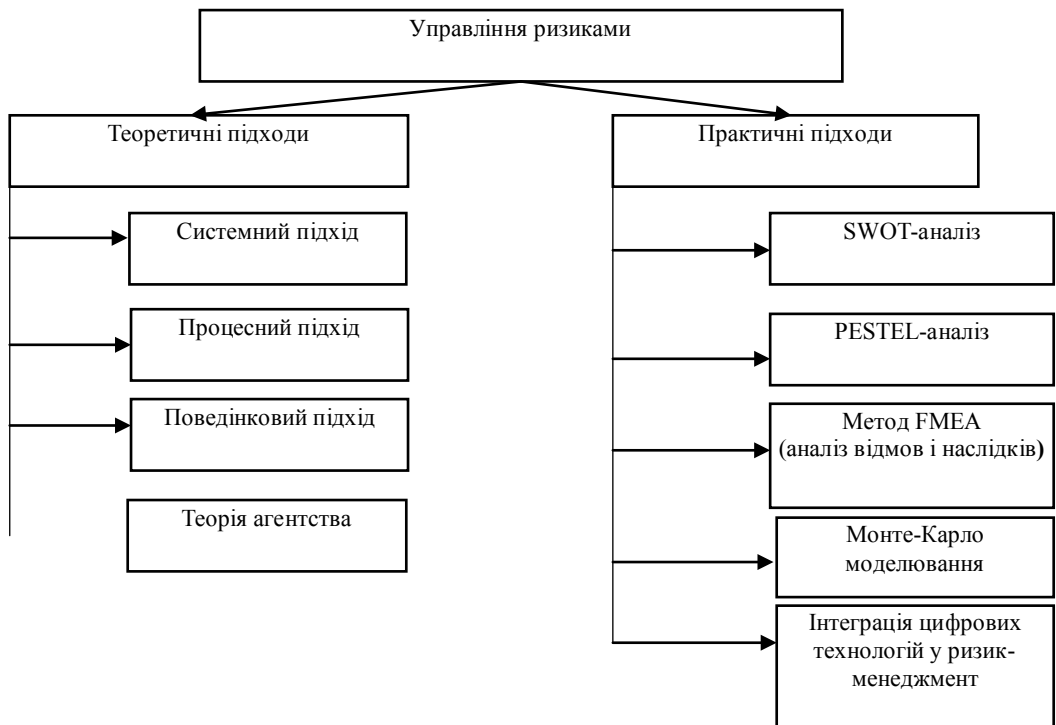 Управління ризиками
Теоретичні підходи
Системний підхід
Процесний підхід
Поведінковий підхід
Теорія агентства
Практичні підходи
SWOT-аналіз
PESTEL-аналіз
Метод FMEA
(аналіз відмов і наслідків)
Монте-Карло
моделювання
Інтеграція цифрових
технологій у ризик-
менеджмент